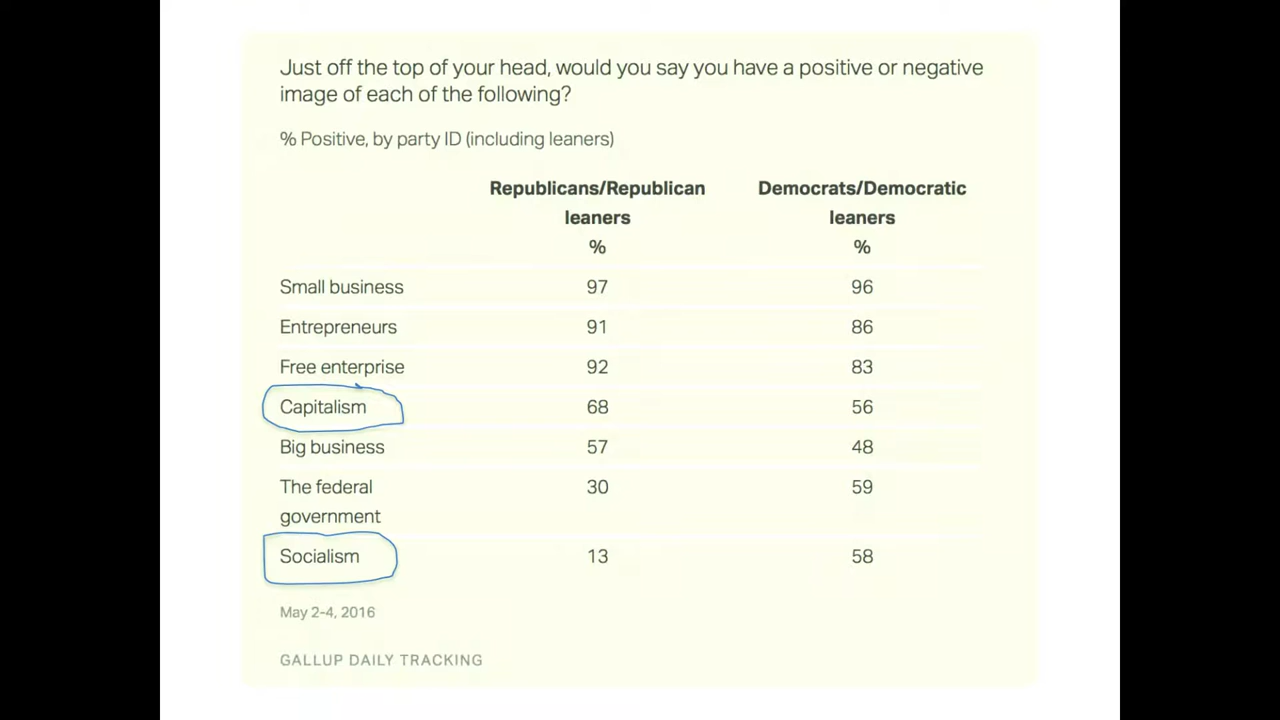 Just off the top of your head, would you say you have a positive or negative
image of each of the following?
% Positive, by party ID (including leaners)
Republicans/Republican Democrats/Democratic
leaners leaners
% %
Small business 97 96
Entrepreneurs 91 86
Free enterprise 92 83
Capitalism 68 56
Big business 57 48
The federal 30 59
government
Socialism 13 58
May 2-4, 2016
GALLUP DAILY TRACKING